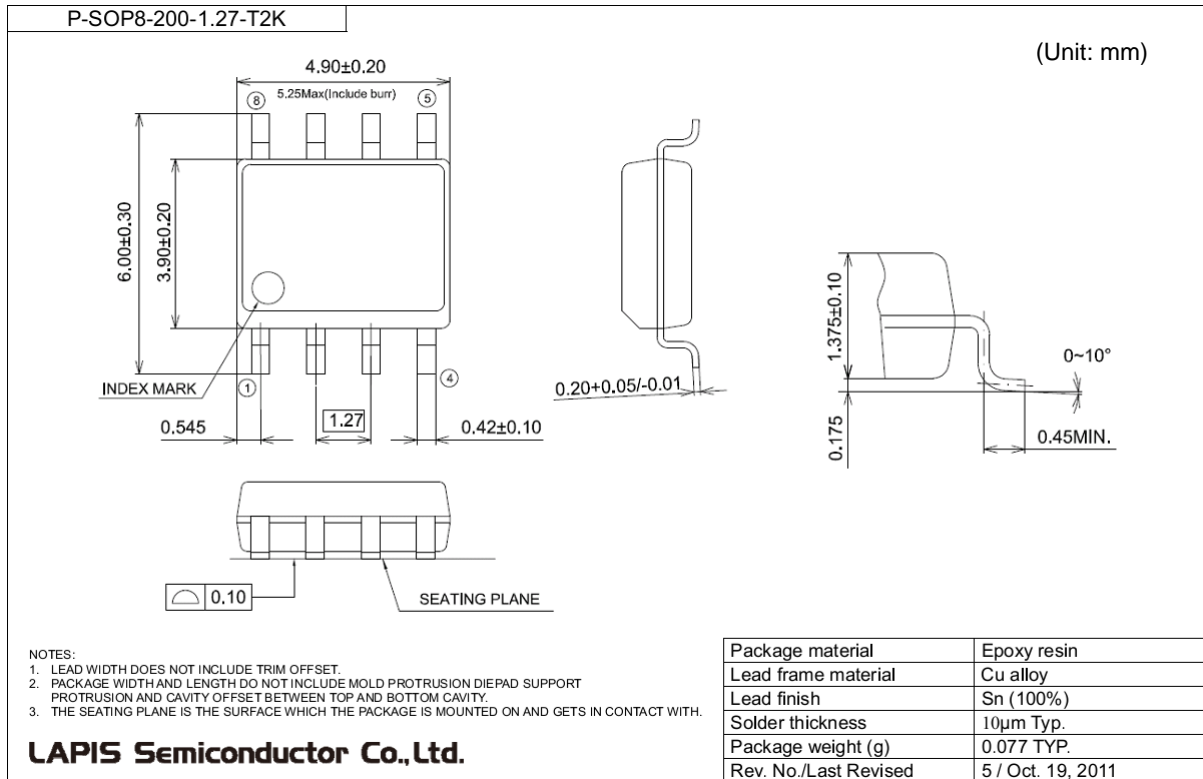 P-SOP8-200-1.27-T2K
(Unit: mm)
4.90±0.20
5.25Max(Include burr)
8
5
6.00±0.30
3.90±0.20
INDEX MARK
1
4
0.545
1.27
0.42±0.10
0.20+0.05/-0.01
1.375±0.10
0.175
0~10°
0.45MIN.
0.10
SEATING PLANE
NOTES:
1. LEAD WIDTH DOES NOT INCLUDE TRIM OFFSET.
2. PACKAGE WIDTH AND LENGTH DO NOT INCLUDE MOLD PROTRUSION DIEPAD SUPPORT
PROTRUSION AND CAVITY OFFSET BETWEEN TOP AND BOTTOM CAVITY.
3. THE SEATING PLANE IS THE SURFACE WHICH THE PACKAGE IS MOUNTED ON AND GETS IN CONTACT WITH.
LAPIS Semiconductor Co.,Ltd.
Package material Epoxy resin
Lead frame material Cu alloy
Lead finish Sn (100%)
Solder thickness 10μm Typ.
Package weight (g) 0.077 TYP.
Rev. No./Last Revised 5 / Oct. 19, 2011